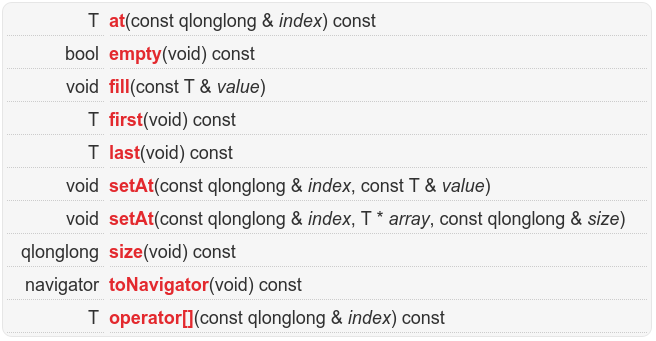 T at(const qlonglong & index) const
bool empty(void) const
void fill(const T & value)
T first(void) const
T last(void) const
void setAt(const qlonglong & index, const T & value)
void setAt(const qlonglong & index, T * array, const qlonglong & size)
qlonglong size(void) const
navigator toNavigator(void) const
T operator[](const qlonglong & index) const